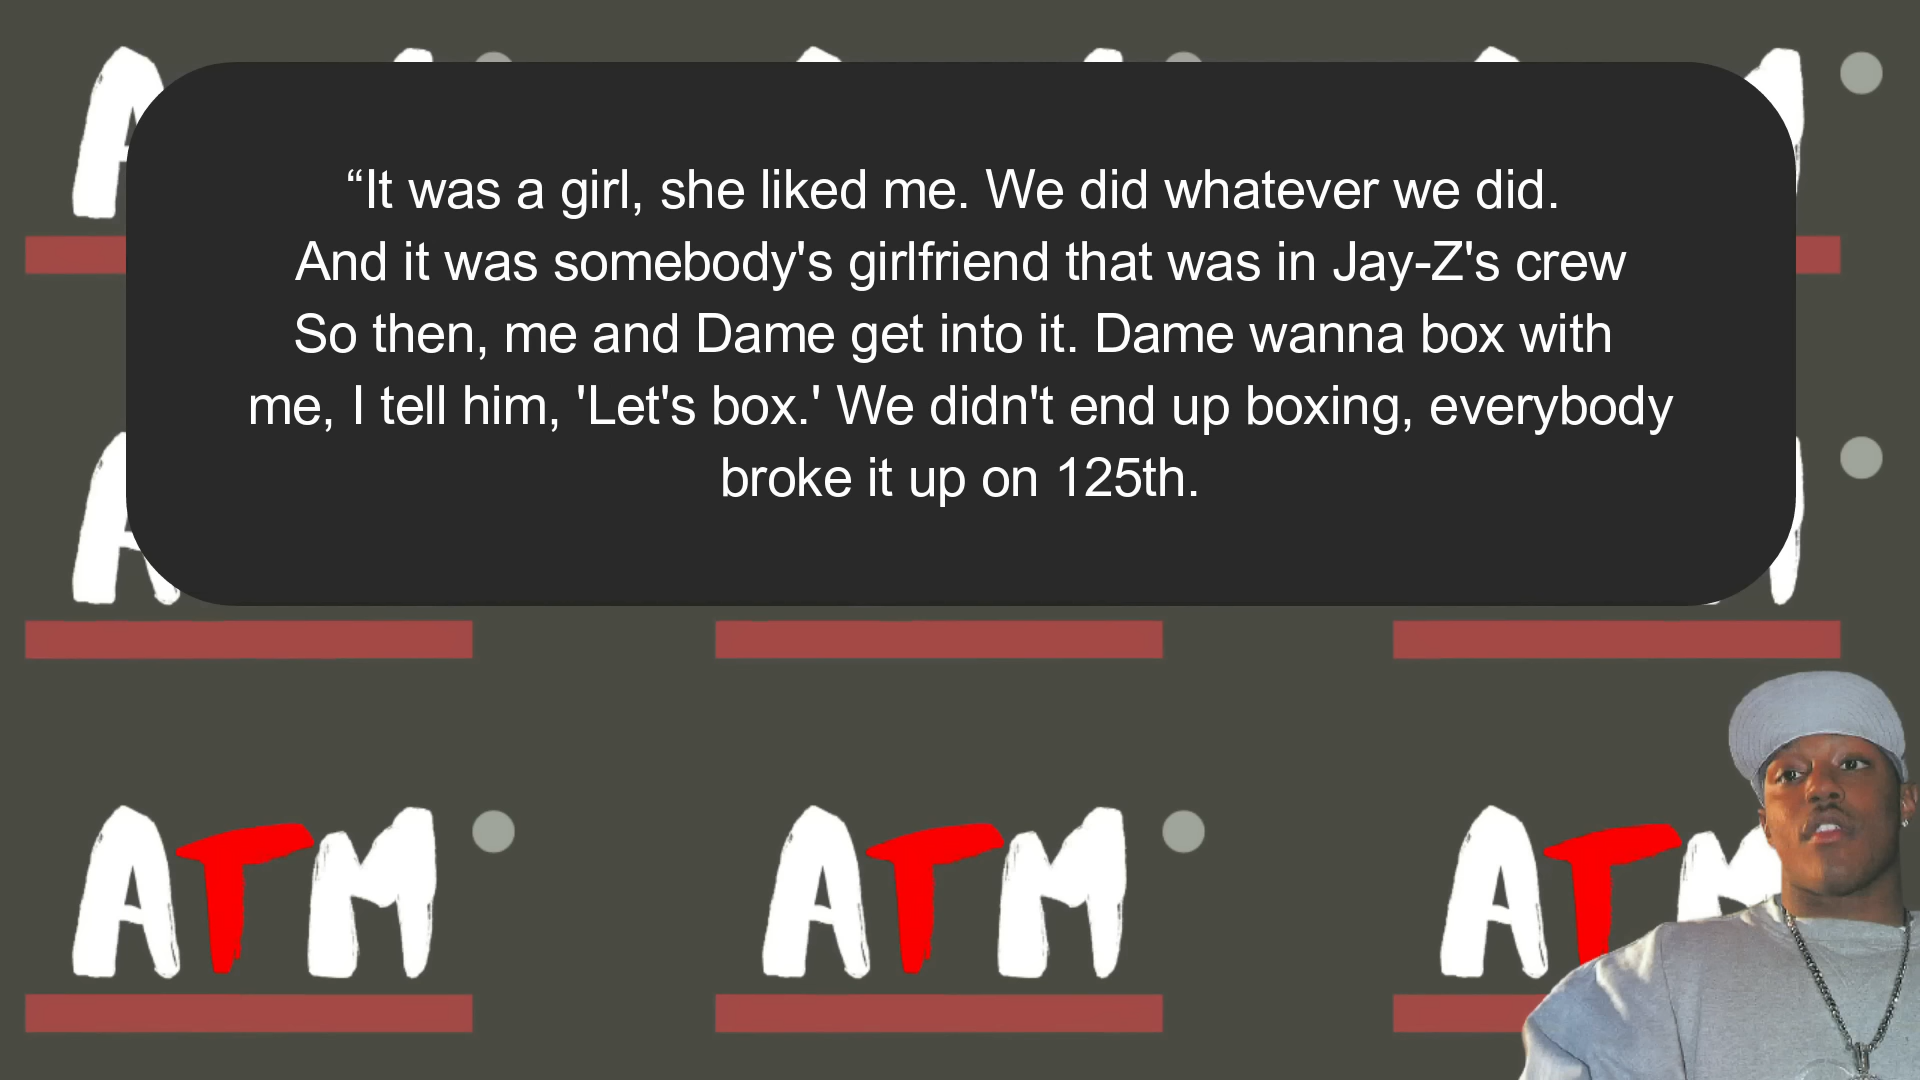 “It was a girl, she liked me. We did whatever we did.
And it was somebody's girlfriend that was in Jay-Z's crew
So then, me and Dame get into it. Dame wanna box with
me, I tell him, 'Let's box.' We didn't end up boxing, everybody
broke it up on 125th.
ATM ATM ATM